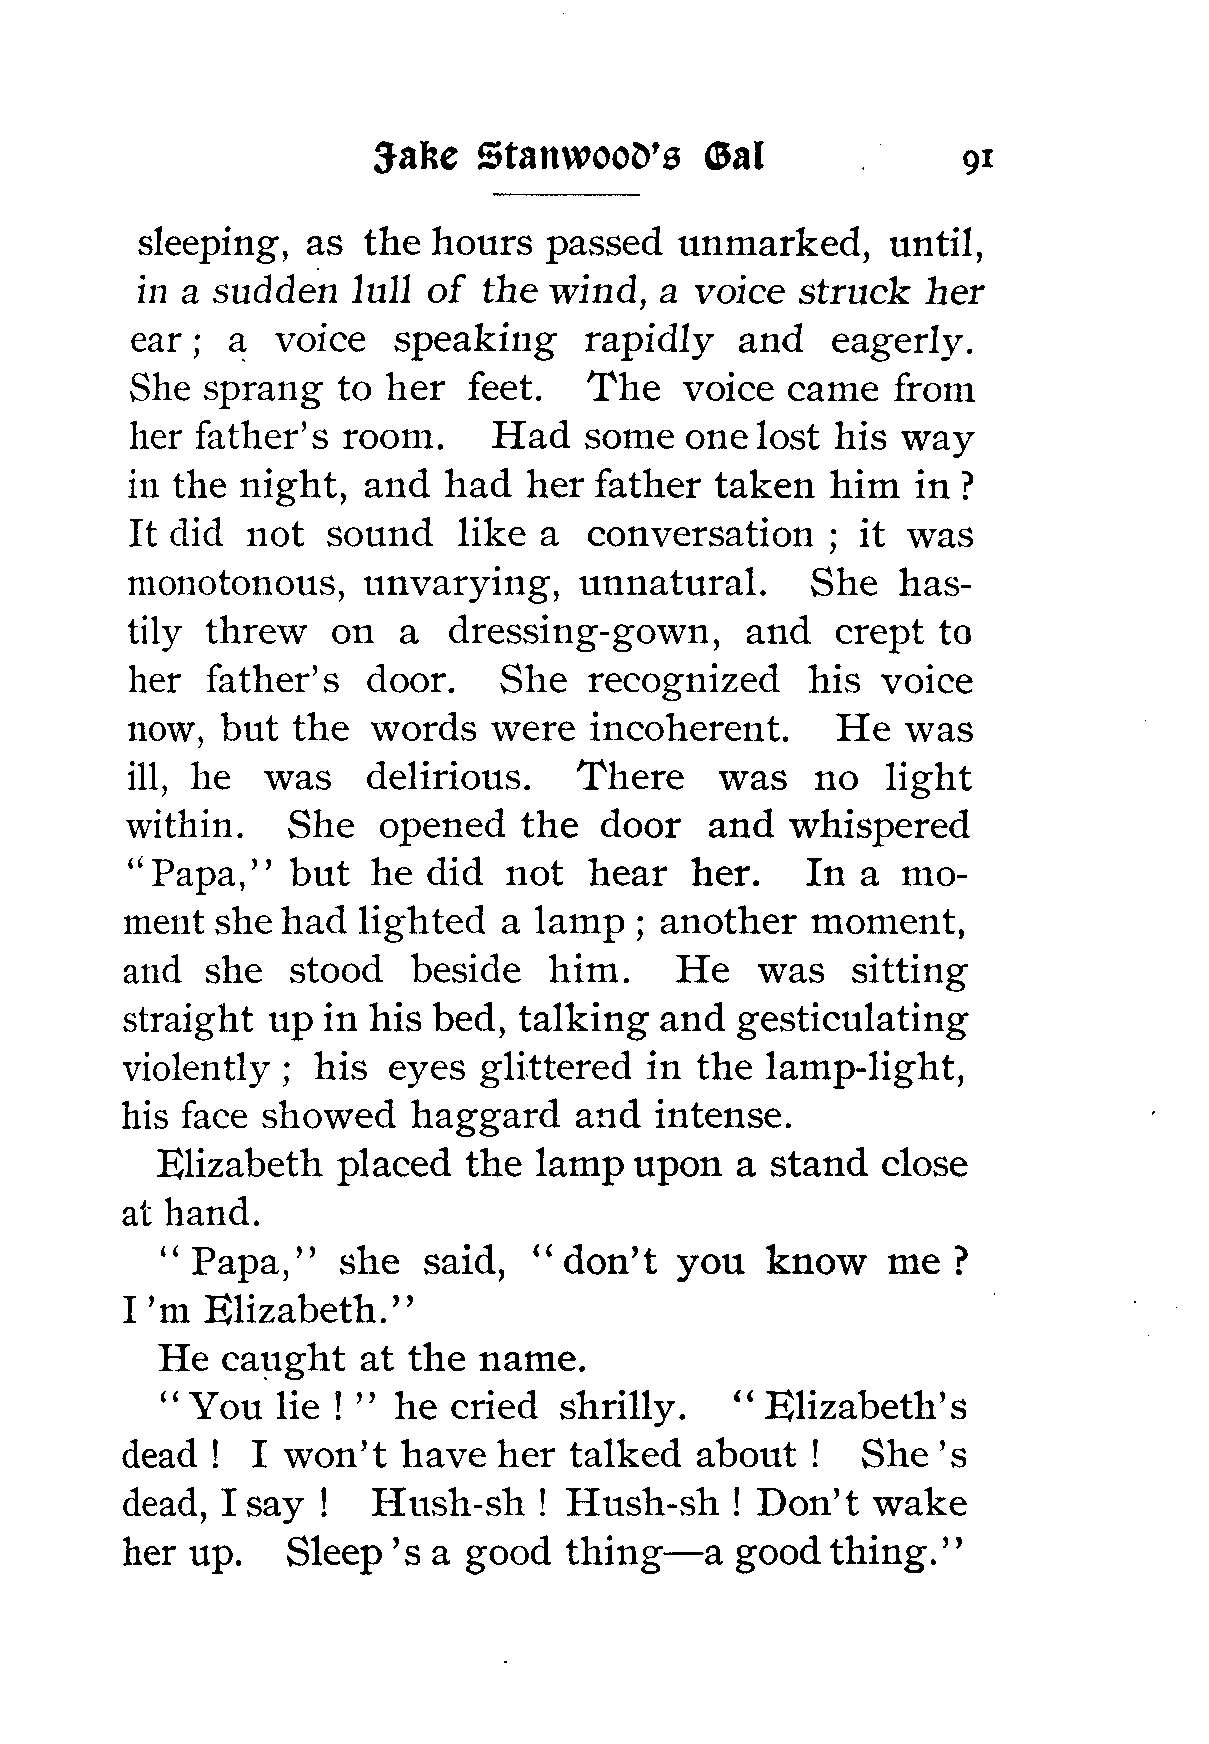 Jake Stanwood's Gal 91
sleeping, as the hours passed unmarked, until,
in a sudden lull of the wind, a voice struck her
ear ; a voice speaking rapidly and eagerly.
She sprang to her feet. The voice came from
her father's room. Had some one lost his way
in the night, and had her father taken him in ?
It did not sound like a conversation ; it was
monotonous, unvarying, unnatural. She has-
tily threw on a dressing-gown, and crept to
her father's door. She recognized his voice
now, but the words were incoherent. He was
ill, he was delirious. There was no light
within. She opened the door and whispered
“Papa,” but he did not hear her. In a mo-
ment she had lighted a lamp ; another moment,
and she stood beside him. He was sitting
straight up in his bed, talking and gesticulating
violently ; his eyes glittered in the lamp-light,
his face showed haggard and intense.
Elizabeth placed the lamp upon a stand close
at hand.
“ Papa,” she said, “ don't you know me ?
I 'm Elizabeth.”
He caught at the name.
“ You lie ! ” he cried shrilly. “ Elizabeth's
dead ! I won't have her talked about ! She 's
dead, I say ! Hush-sh ! Hush-sh ! Don't wake
her up. Sleep 's a good thing—a good thing.”